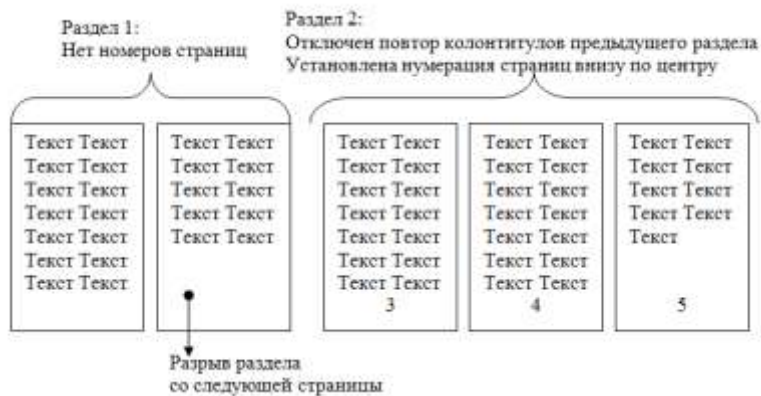 Раздел 1:
Нет номеров страниц
Раздел 2:
Отключен повтор колонтитулов предыдущего раздела
Установлена нумерация страниц внизу по центру
Текст Текст
Текст Текст
Текст Текст
Текст Текст
Текст Текст
Текст Текст
Текст Текст
Текст Текст
Текст Текст
Текст Текст
Текст Текст
Текст Текст
Разрыв раздела
со следующей страницы
Текст Текст
Текст Текст
Текст Текст
Текст Текст
Текст Текст
Текст Текст
Текст Текст
3
Текст Текст
Текст Текст
Текст Текст
Текст Текст
Текст Текст
Текст Текст
Текст Текст
4
Текст Текст
Текст Текст
Текст Текст
Текст Текст
Текст
5